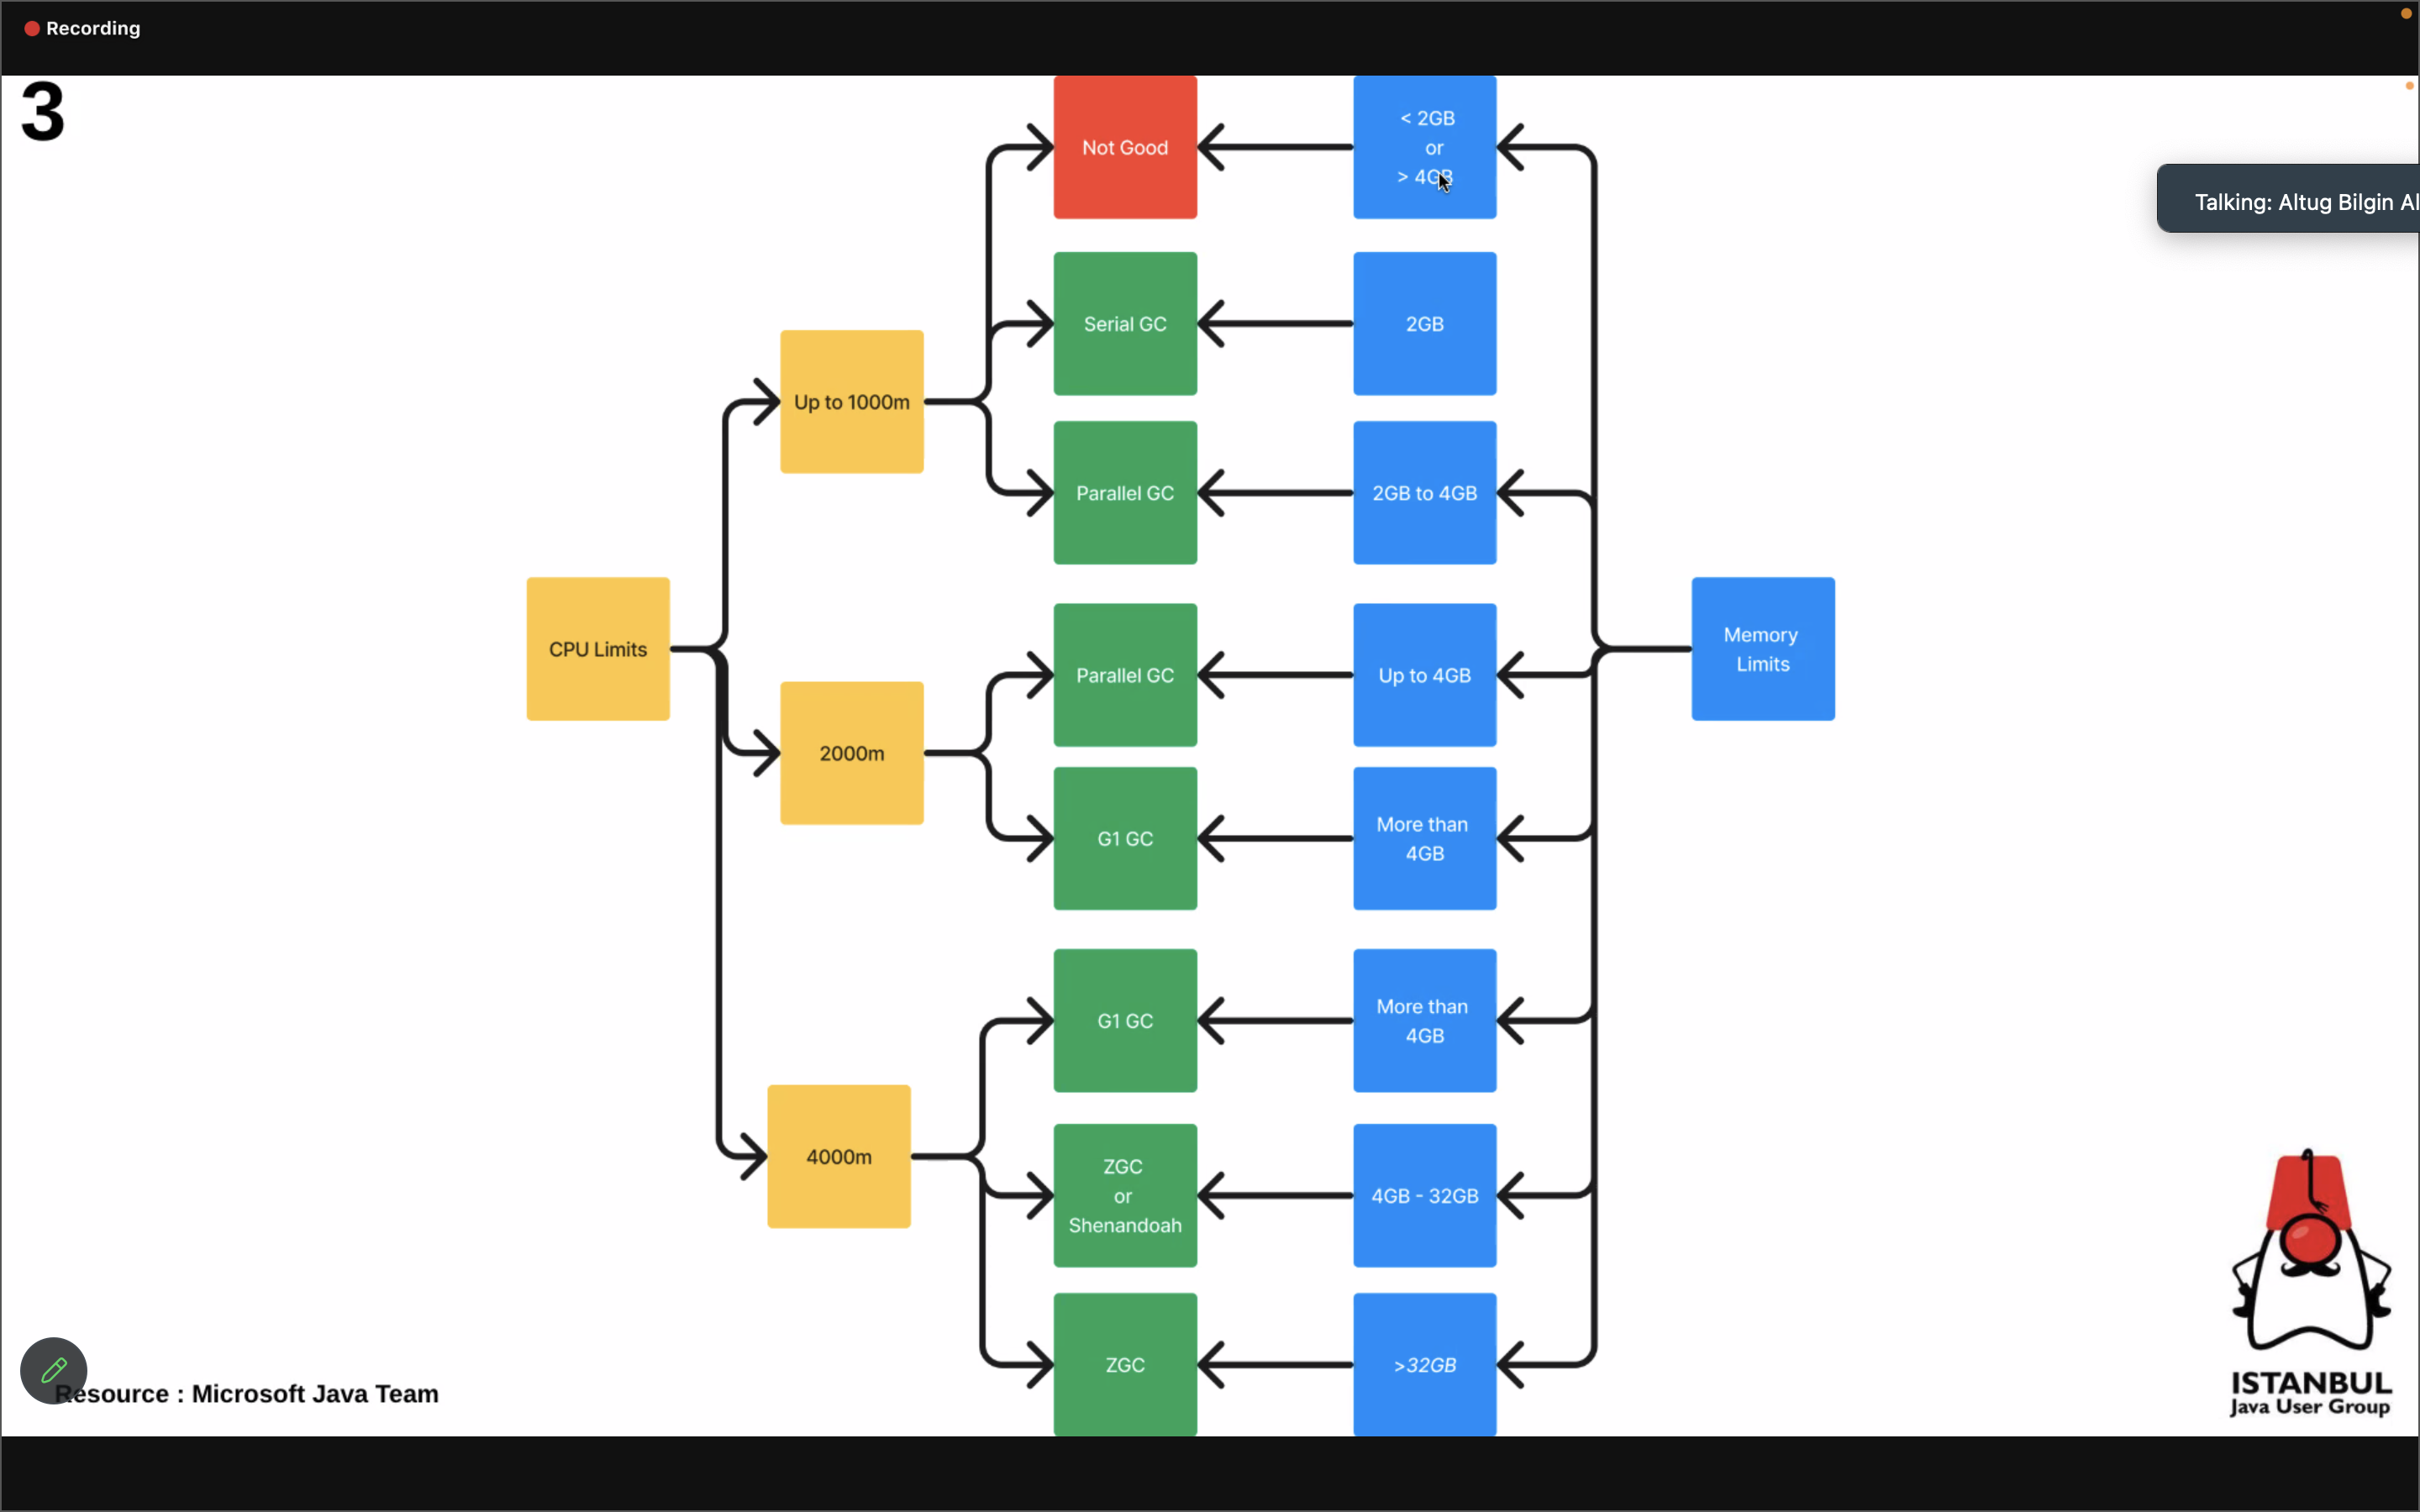 Recording
3
Not Good
< 2GB
or
> 4GB
Talking: Altug Bilgin Al
Serial GC
2GB
Up to 1000m
Parallel GC
2GB to 4GB
CPU Limits
Parallel GC
Up to 4GB
Memory
Limits
2000m
G1 GC
More than
4GB
G1 GC
More than
4GB
4000m
ZGC
or
Shenandoah
4GB - 32GB
ZGC
>32GB
Resource : Microsoft Java Team
ISTANBUL
Java User Group